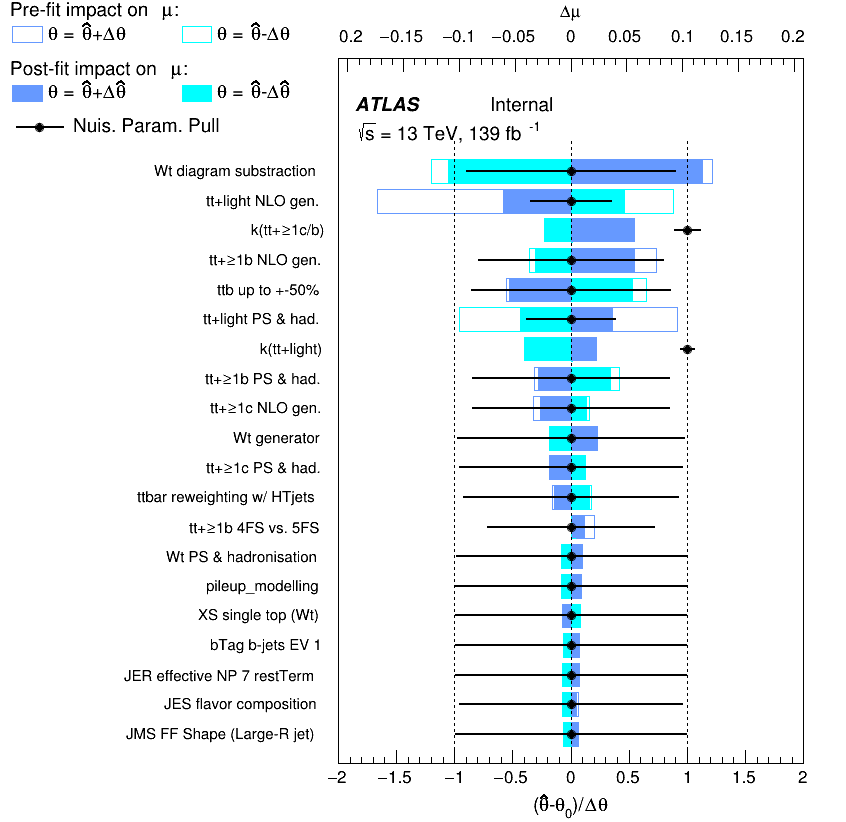 Pre-fit impact on μ:
θ = θ̂+Δθ θ = θ̂-Δθ
Post-fit impact on μ:
θ = θ̂+Δθ̂ θ = θ̂-Δθ̂
Nuis. Param. Pull
Δμ
0.2 −0.15 −0.1 −0.05 0 0.05 0.1 0.15 0.2
ATLAS Internal
√s = 13 TeV, 139 fb⁻¹
Wt diagram substraction
tt+light NLO gen.
k(tt+≥1c/b)
tt+≥1b NLO gen.
ttb up to +-50%
tt+light PS & had.
k(tt+light)
tt+≥1b PS & had.
tt+≥1c NLO gen.
Wt generator
tt+≥1c PS & had.
ttbar reweighting w/ HTjets
tt+≥1b 4FS vs. 5FS
Wt PS & hadronisation
pileup_modelling
XS single top (Wt)
bTag b-jets EV 1
JER effective NP 7 restTerm
JES flavor composition
JMS FF Shape (Large-R jet)
−2 −1.5 −1 −0.5 0 0.5 1 1.5 2
(θ̂-θ₀)/Δθ